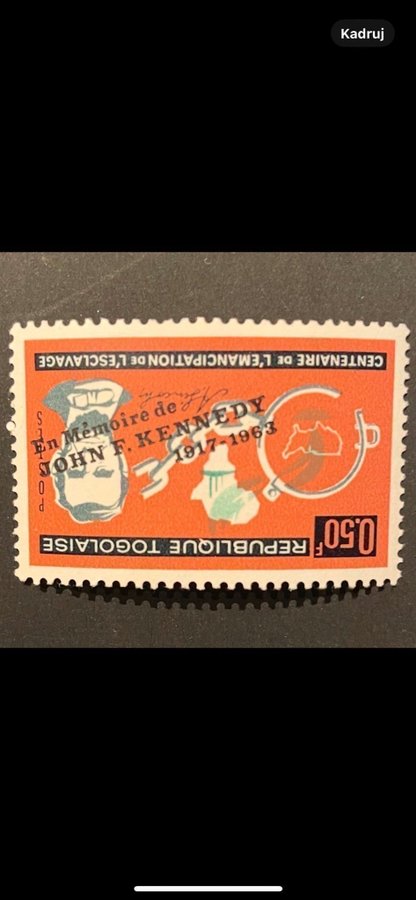 Kadruj
CENTENAIRE DE L'EMANCIPATION DE L'ESCLAVAGE
En Mémoire de
JOHN F. KENNEDY
1917-1963
0.50F
REPUBLIQUE TOGOLAISE